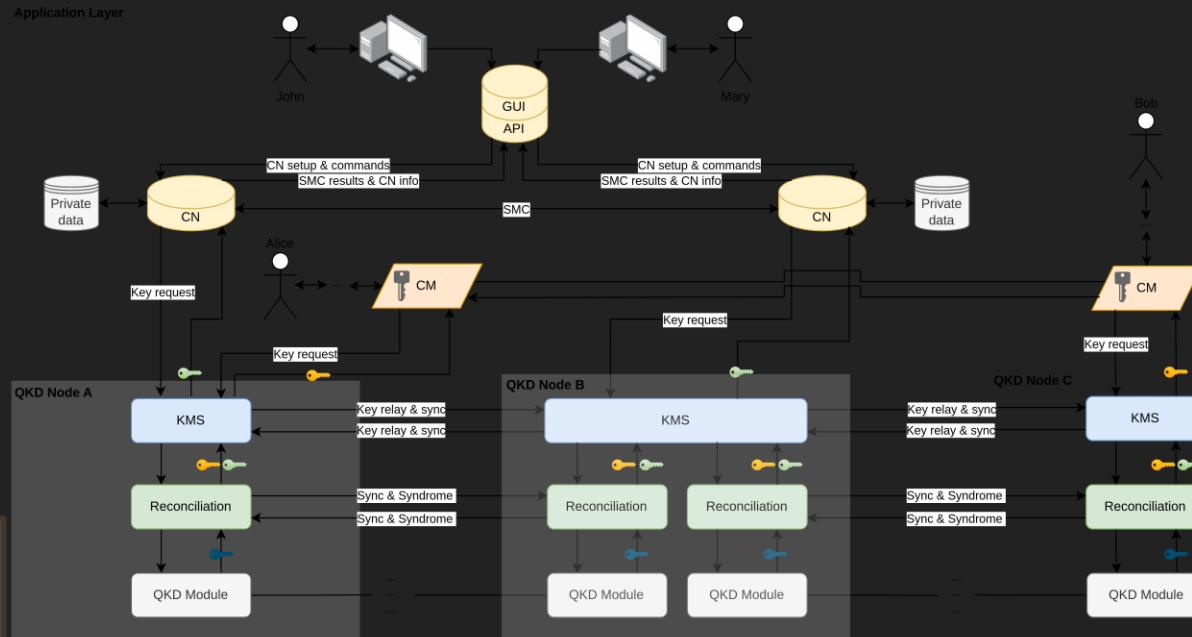 Application Layer
John
Mary
GUI
API
Bob
CN setup & commands
CN setup & commands
SMC results & CN info
SMC results & CN info
Private
data
CN
SMC
CN
Private
data
...
Alice
...
CM
CM
Key request
Key request
Key request
Key request
QKD Node A
QKD Node B
QKD Node C
KMS
Key relay & sync
Key relay & sync
KMS
Key relay & sync
Key relay & sync
KMS
Reconciliation
Sync & Syndrome
Sync & Syndrome
Reconciliation
Reconciliation
Sync & Syndrome
Sync & Syndrome
Reconciliation
QKD Module
...
...
...
QKD Module
QKD Module
...
...
...
QKD Module